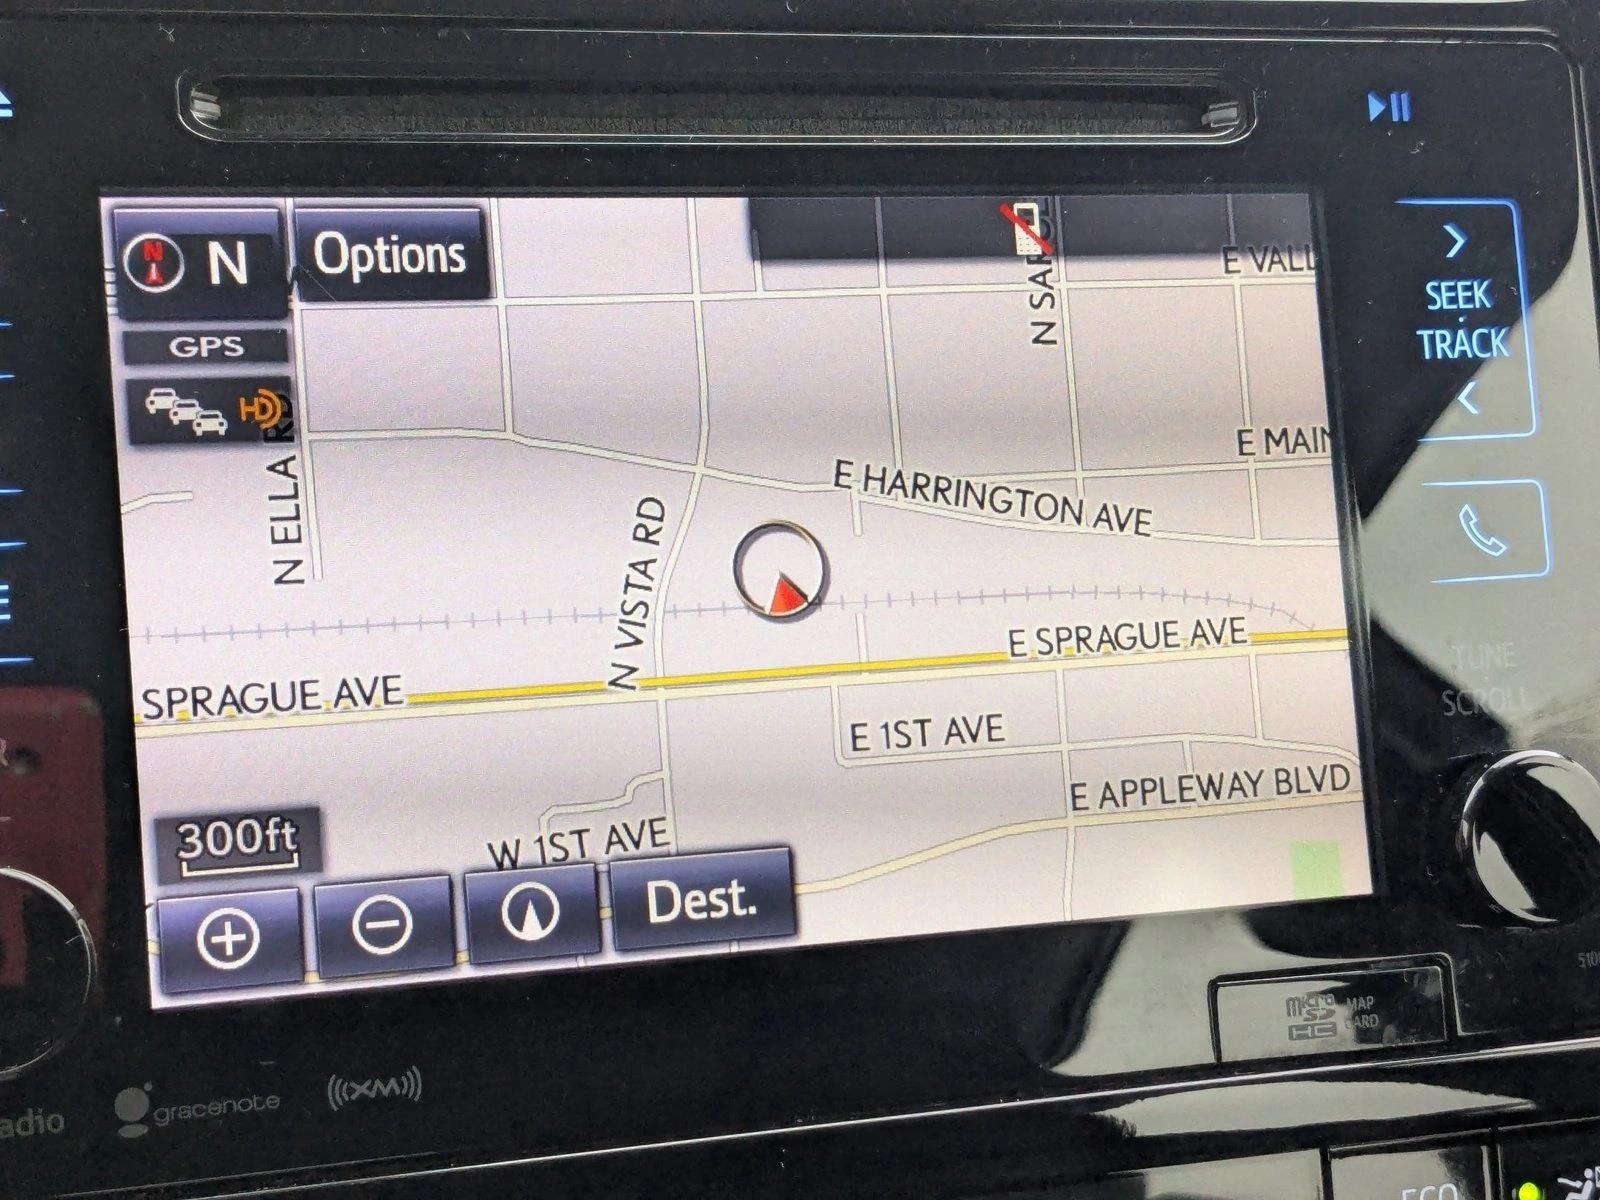 N
N
Options
N SAR
E VALL
GPS
HD
SEEK
TRACK
E MAIN
N ELLA RD
N VISTA RD
E HARRINGTON AVE
E SPRAGUE AVE
SPRAGUE AVE
TUNE
SCROLL
E 1ST AVE
E APPLEWAY BLVD
300ft
W 1ST AVE
Dest.
micro
SD
HC
MAP
CARD
adio
gracenote
(((XM)))
ECO